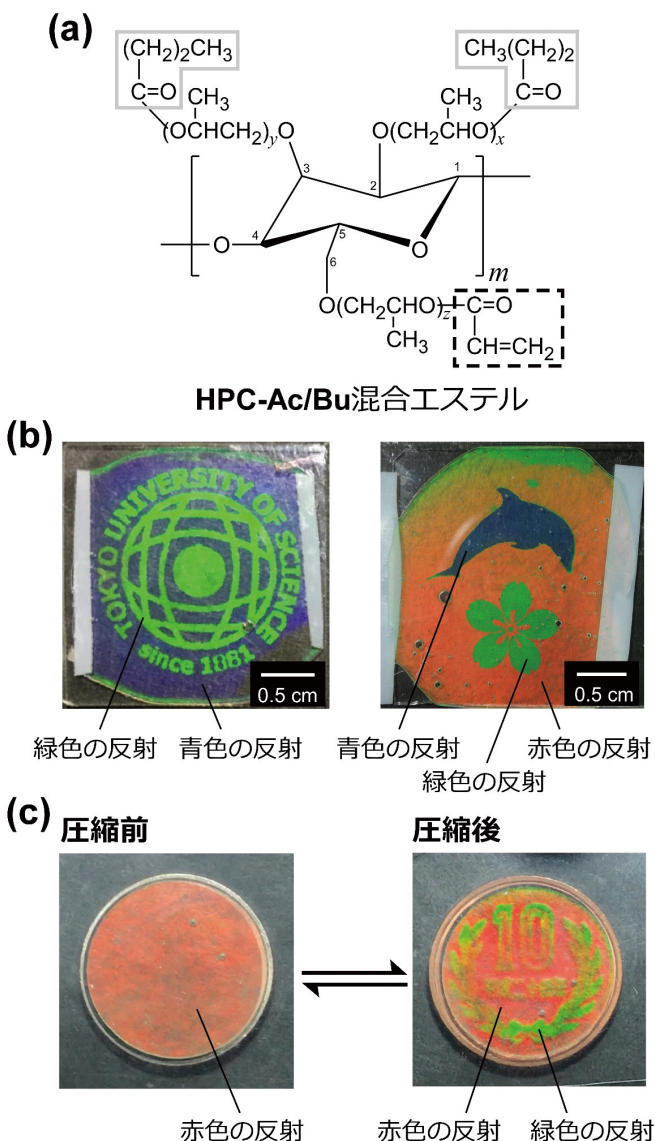 (a)
(CH2)2CH3
CH3(CH2)2
C=O
CH3
CH3
C=O
(OCHCH2)yO
O(CH2CHO)x
3
2
1
4
O
5
O
6
m
O(CH2CHO)z
C=O
CH3
CH=CH2
HPC-Ac/Bu混合エステル
(b)
TOKYO UNIVERSITY OF SCIENCE
since 1881
0.5 cm
0.5 cm
緑色の反射
青色の反射
青色の反射
赤色の反射
緑色の反射
(c)
圧縮前
圧縮後
10
赤色の反射
赤色の反射
緑色の反射